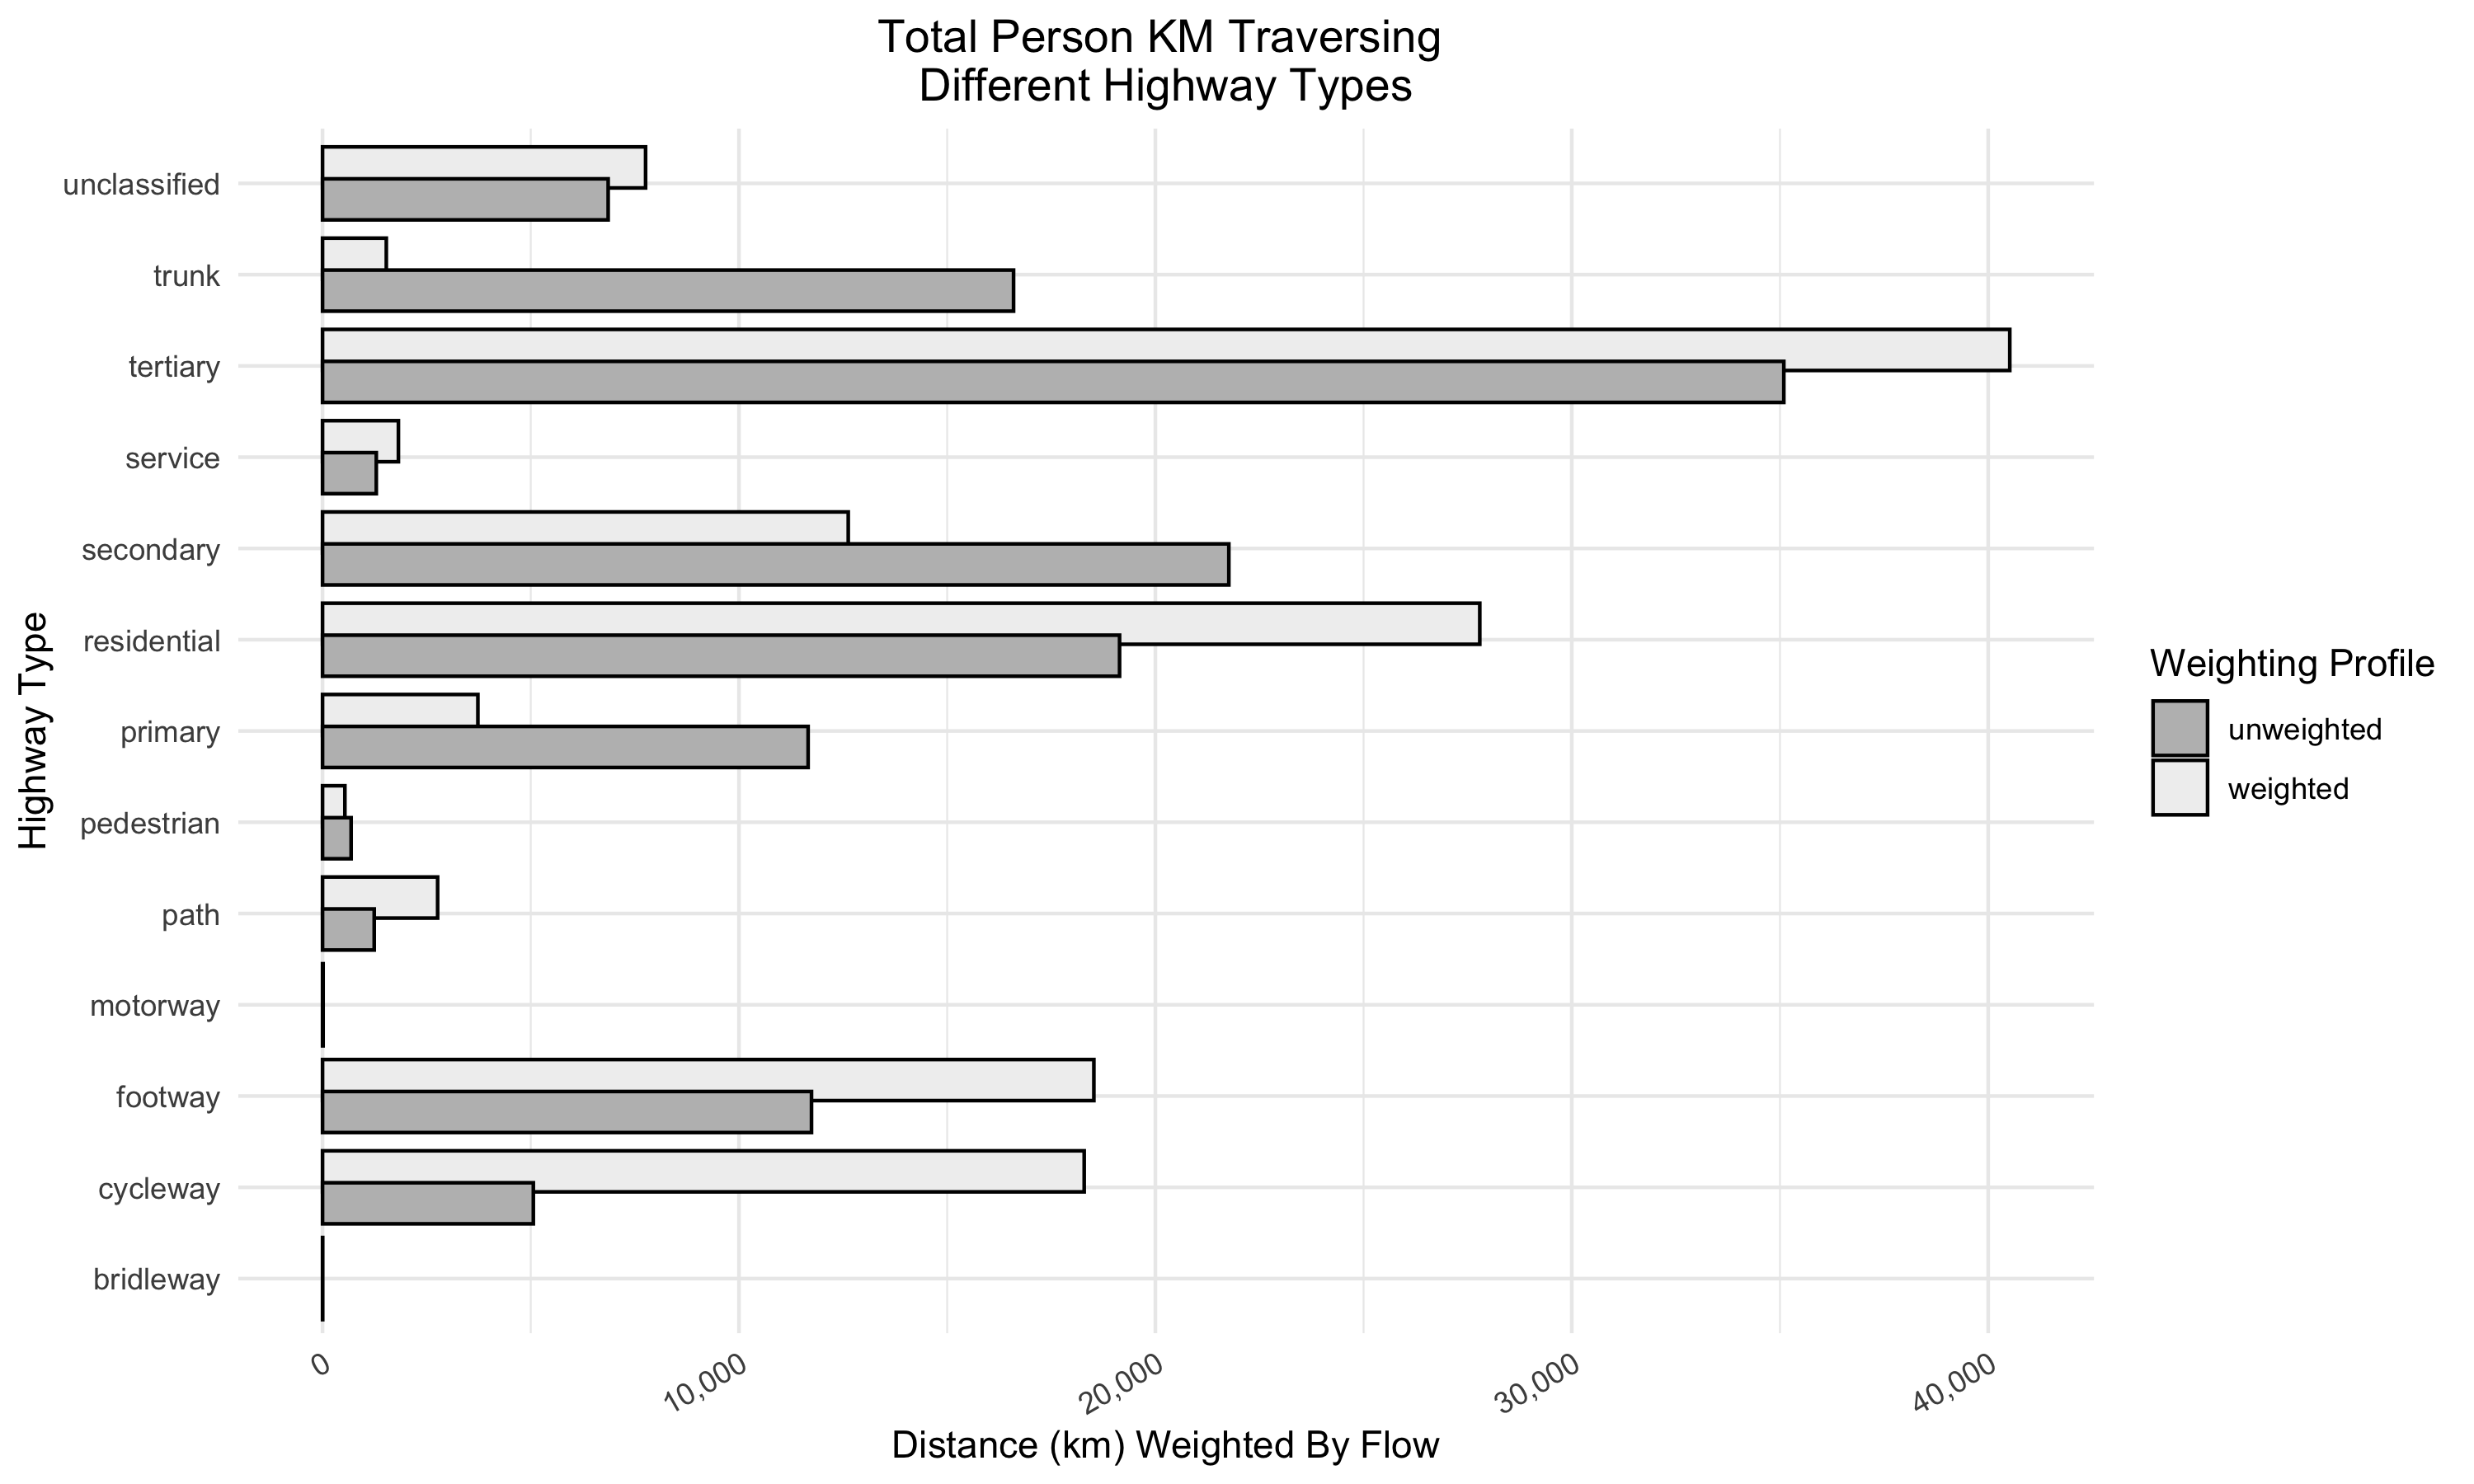 Total Person KM Traversing
Different Highway Types
Highway Type
unclassified
trunk
tertiary
service
secondary
residential
primary
pedestrian
path
motorway
footway
cycleway
bridleway
0
10,000
20,000
30,000
40,000
Distance (km) Weighted By Flow
Weighting Profile
unweighted
weighted